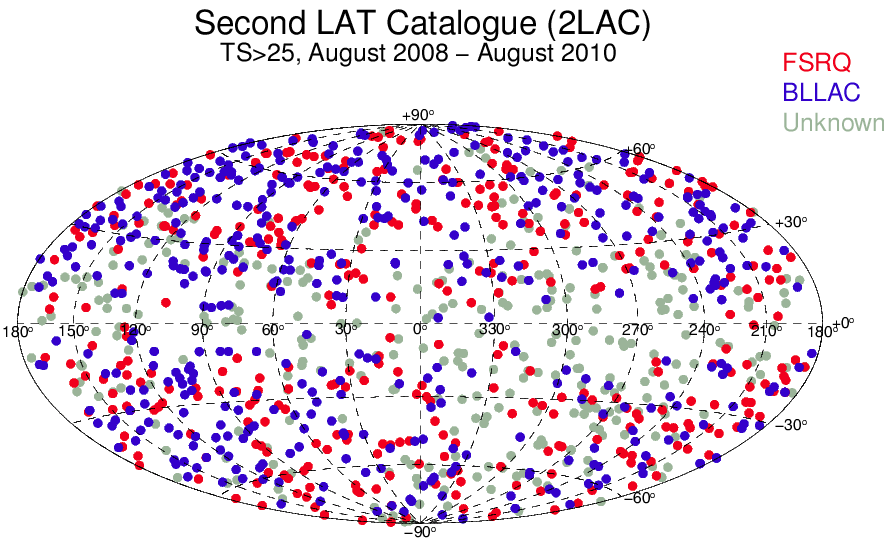 Second LAT Catalogue (2LAC)
TS>25, August 2008 − August 2010
FSRQ
BLLAC
Unknown
+90°
+60°
+30°
180° 150° 120° 90° 60° 30° 0° 330° 300° 270° 240° 210° 180° +0°
−30°
−60°
−90°